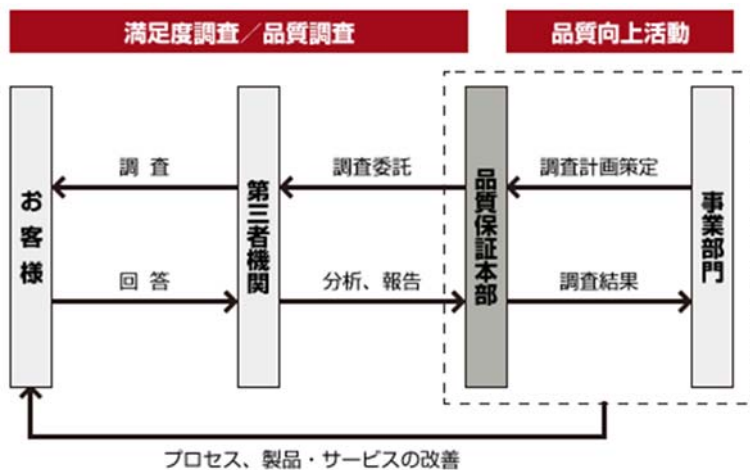 満足度調査／品質調査
品質向上活動
お客様
調 査
回 答
第三者機関
調査委託
分析、報告
品質保証本部
調査計画策定
調査結果
事業部門
プロセス、製品・サービスの改善